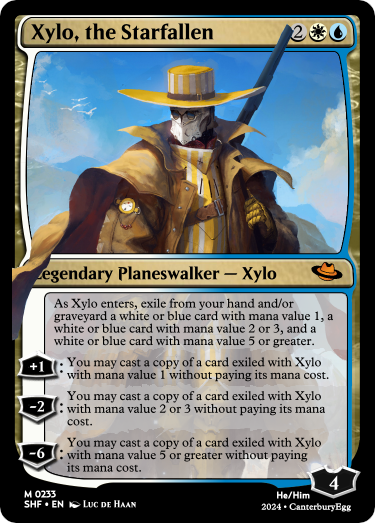 Xylo, the Starfallen 2
Legendary Planeswalker — Xylo
As Xylo enters, exile from your hand and/or
graveyard a white or blue card with mana value 1, a
white or blue card with mana value 2 or 3, and a
white or blue card with mana value 5 or greater.
+1: You may cast a copy of a card exiled with Xylo
with mana value 1 without paying its mana cost.
-2: You may cast a copy of a card exiled with Xylo
with mana value 2 or 3 without paying its mana
cost.
-6: You may cast a copy of a card exiled with Xylo
with mana value 5 or greater without paying
its mana cost.
4
M 0233
SHF • EN Luc de Haan
He/Him
2024 • CanterburyEgg